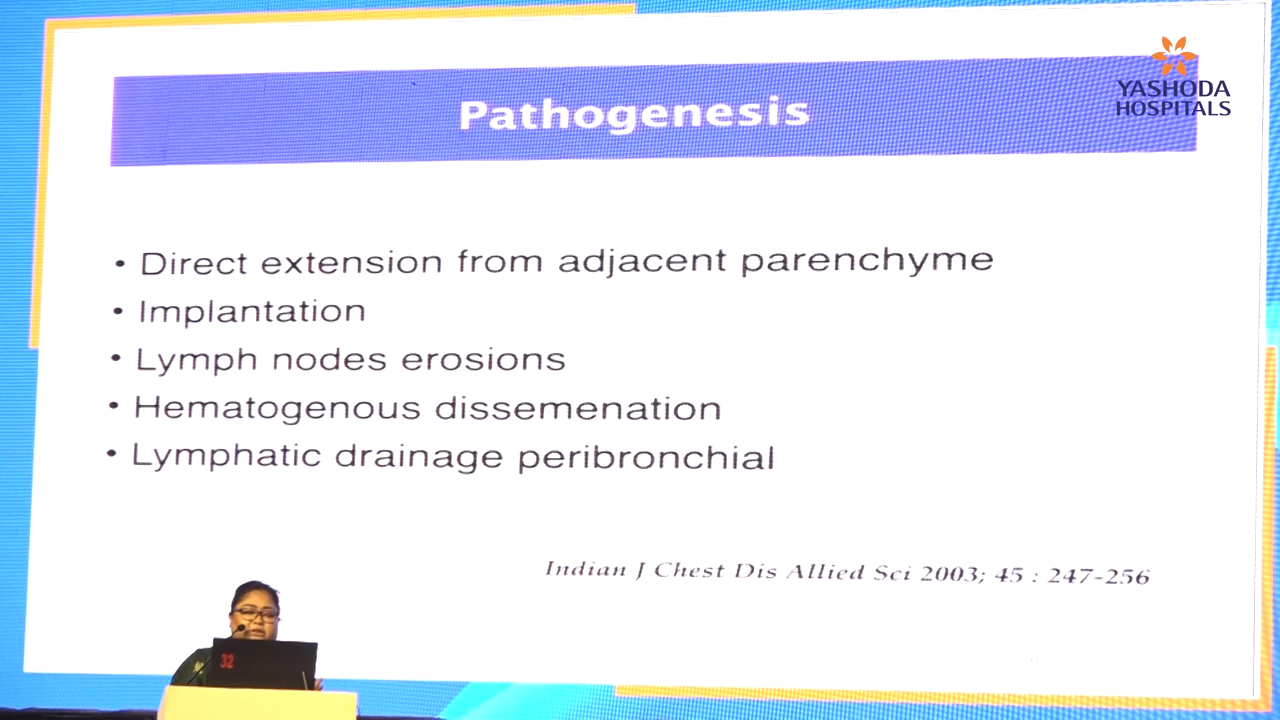 YASHODA
HOSPITALS
Pathogenesis
• Direct extension from adjacent parenchyme
• Implantation
• Lymph nodes erosions
• Hematogenous dissemenation
• Lymphatic drainage peribronchial
Indian J Chest Dis Allied Sci 2003; 45 : 247-256
32